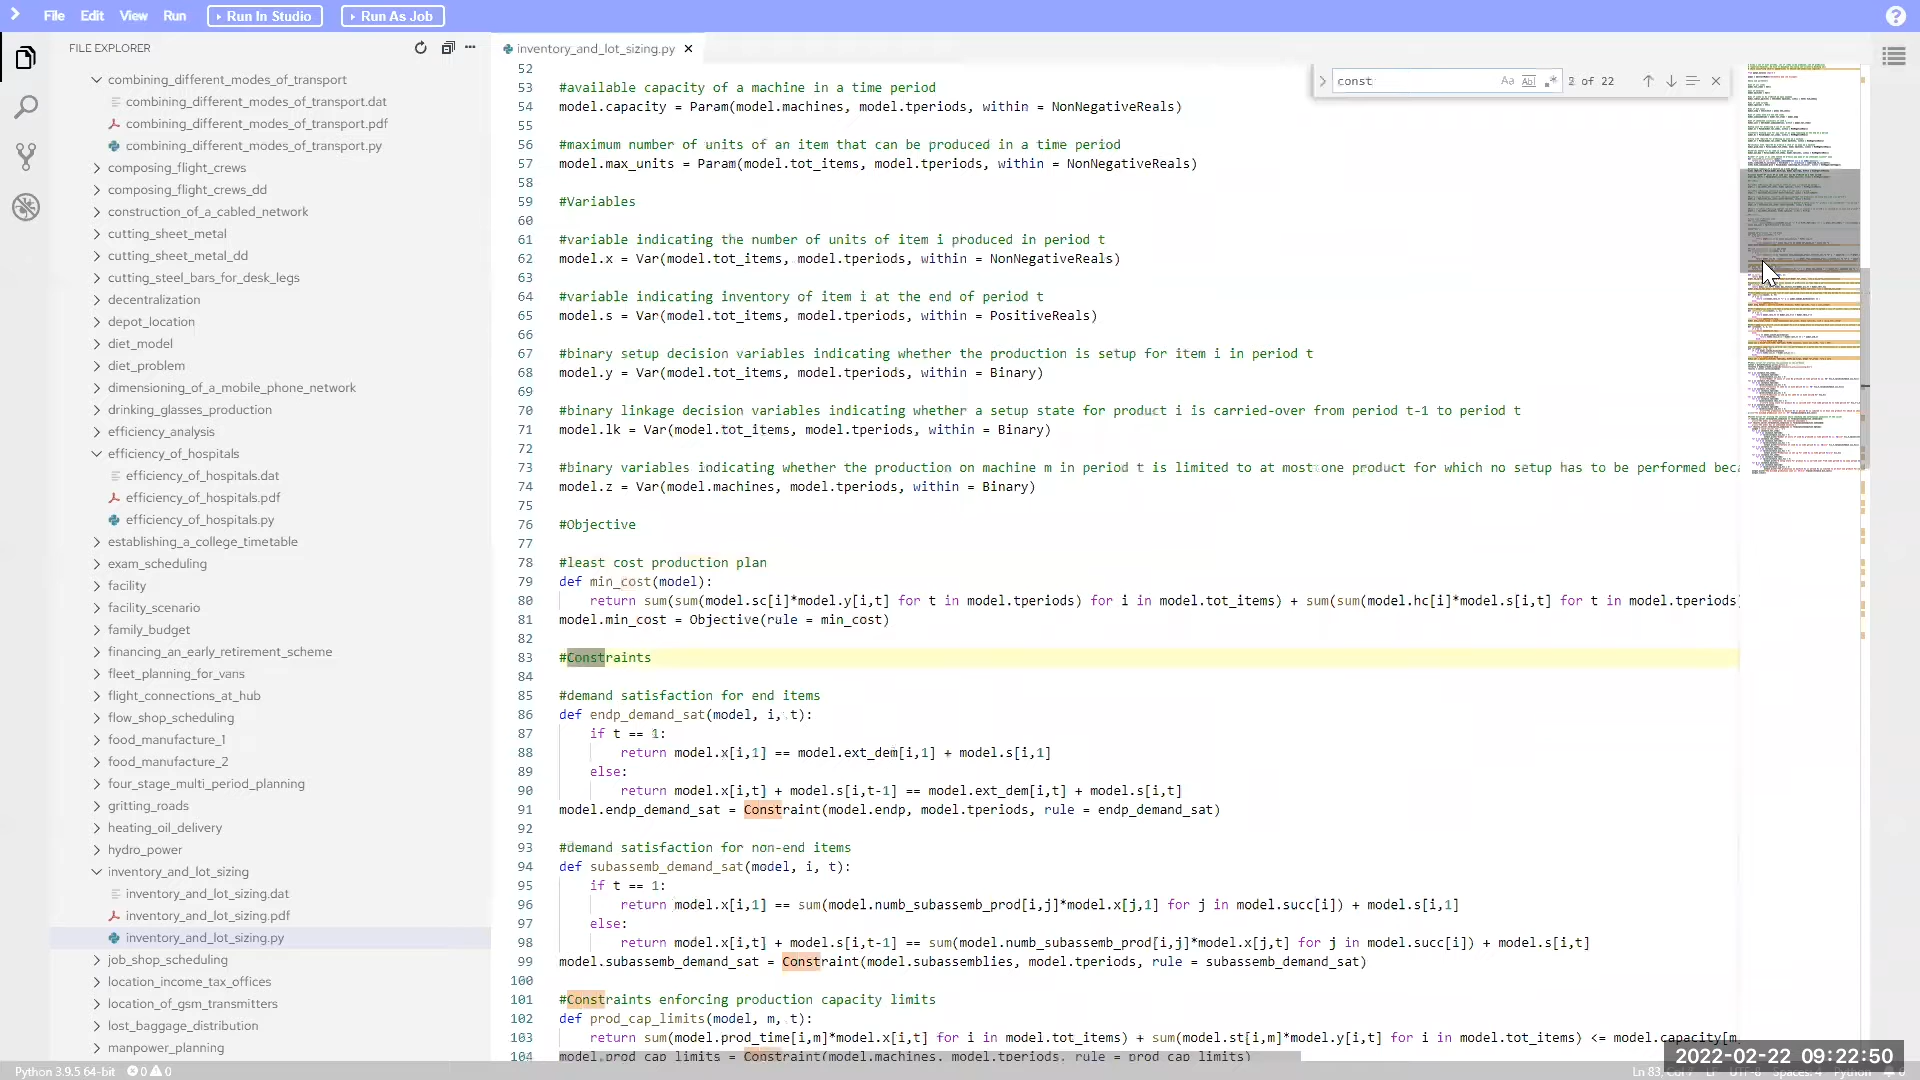 File Edit View Run Run In Studio Run As Job
FILE EXPLORER
combining_different_modes_of_transport
combining_different_modes_of_transport.dat
combining_different_modes_of_transport.pdf
combining_different_modes_of_transport.py
composing_flight_crews
composing_flight_crews_dd
construction_of_a_cabled_network
cutting_sheet_metal
cutting_sheet_metal_dd
cutting_steel_bars_for_desk_legs
decentralization
depot_location
diet_model
diet_problem
dimensioning_of_a_mobile_phone_network
drinking_glasses_production
efficiency_analysis
efficiency_of_hospitals
efficiency_of_hospitals.dat
efficiency_of_hospitals.pdf
efficiency_of_hospitals.py
establishing_a_college_timetable
exam_scheduling
facility
facility_scenario
family_budget
financing_an_early_retirement_scheme
fleet_planning_for_vans
flight_connections_at_hub
flow_shop_scheduling
food_manufacture_1
food_manufacture_2
four_stage_multi_period_planning
gritting_roads
heating_oil_delivery
hydro_power
inventory_and_lot_sizing
inventory_and_lot_sizing.dat
inventory_and_lot_sizing.pdf
inventory_and_lot_sizing.py
job_shop_scheduling
location_income_tax_offices
location_of_gsm_transmitters
lost_baggage_distribution
manpower_planning
inventory_and_lot_sizing.py
const Aa Abl .* 2 of 22
52
53 #available capacity of a machine in a time period
54 model.capacity = Param(model.machines, model.tperiods, within = NonNegativeReals)
55
56 #maximum number of units of an item that can be produced in a time period
57 model.max_units = Param(model.tot_items, model.tperiods, within = NonNegativeReals)
58
59 #Variables
60
61 #variable indicating the number of units of item i produced in period t
62 model.x = Var(model.tot_items, model.tperiods, within = NonNegativeReals)
63
64 #variable indicating inventory of item i at the end of period t
65 model.s = Var(model.tot_items, model.tperiods, within = PositiveReals)
66
67 #binary setup decision variables indicating whether the production is setup for item i in period t
68 model.y = Var(model.tot_items, model.tperiods, within = Binary)
69
70 #binary linkage decision variables indicating whether a setup state for product i is carried-over from period t-1 to period t
71 model.lk = Var(model.tot_items, model.tperiods, within = Binary)
72
73 #binary variables indicating whether the production on machine m in period t is limited to at most one product for which no setup has to be performed beca
74 model.z = Var(model.machines, model.tperiods, within = Binary)
75
76 #Objective
77
78 #least cost production plan
79 def min_cost(model):
80 return sum(sum(model.sc[i]*model.y[i,t] for t in model.tperiods) for i in model.tot_items) + sum(sum(model.hc[i]*model.s[i,t] for t in model.tperiods)
81 model.min_cost = Objective(rule = min_cost)
82
83 #Constraints
84
85 #demand satisfaction for end items
86 def endp_demand_sat(model, i, t):
87 if t == 1:
88 return model.x[i,1] == model.ext_dem[i,1] + model.s[i,1]
89 else:
90 return model.x[i,t] + model.s[i,t-1] == model.ext_dem[i,t] + model.s[i,t]
91 model.endp_demand_sat = Constraint(model.endp, model.tperiods, rule = endp_demand_sat)
92
93 #demand satisfaction for non-end items
94 def subassemb_demand_sat(model, i, t):
95 if t == 1:
96 return model.x[i,1] == sum(model.numb_subassemb_prod[i,j]*model.x[j,1] for j in model.succ[i]) + model.s[i,1]
97 else:
98 return model.x[i,t] + model.s[i,t-1] == sum(model.numb_subassemb_prod[i,j]*model.x[j,t] for j in model.succ[i]) + model.s[i,t]
99 model.subassemb_demand_sat = Constraint(model.subassemblies, model.tperiods, rule = subassemb_demand_sat)
100
101 #Constraints enforcing production capacity limits
102 def prod_cap_limits(model, m, t):
103 return sum(model.prod_time[i,m]*model.x[i,t] for i in model.tot_items) + sum(model.st[i,m]*model.y[i,t] for i in model.tot_items) <= model.capacity[m
104 model.prod_cap_limits = Constraint(model.machines, model.tperiods, rule = prod_cap_limits)
Python 3.9.5 64-bit 0 0
2022-02-22 09:22:50